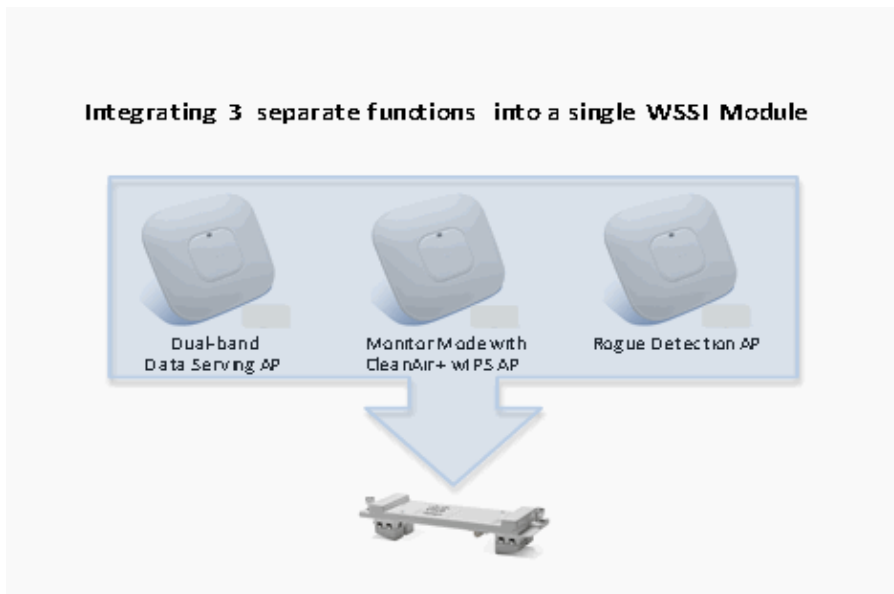 Integrating 3 separate functions into a single WSSI Module
Dual-band
Data Serving AP
Monitor Mode with
CleanAir+ wIPS AP
Rogue Detection AP